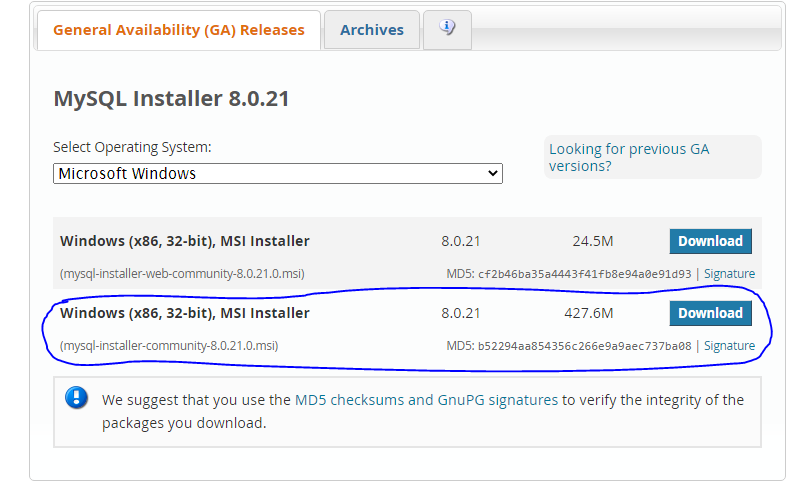 General Availability (GA) Releases
Archives
MySQL Installer 8.0.21
Select Operating System:
Looking for previous GA
versions?
Microsoft Windows
Windows (x86, 32-bit), MSI Installer 8.0.21 24.5M Download
(mysql-installer-web-community-8.0.21.0.msi) MD5: cf2b46ba35a4443f41fb8e94a0e91d93 | Signature
Windows (x86, 32-bit), MSI Installer 8.0.21 427.6M Download
(mysql-installer-community-8.0.21.0.msi) MD5: b52294aa854356c266e9a9aec737ba08 | Signature
We suggest that you use the MD5 checksums and GnuPG signatures to verify the integrity of the
packages you download.